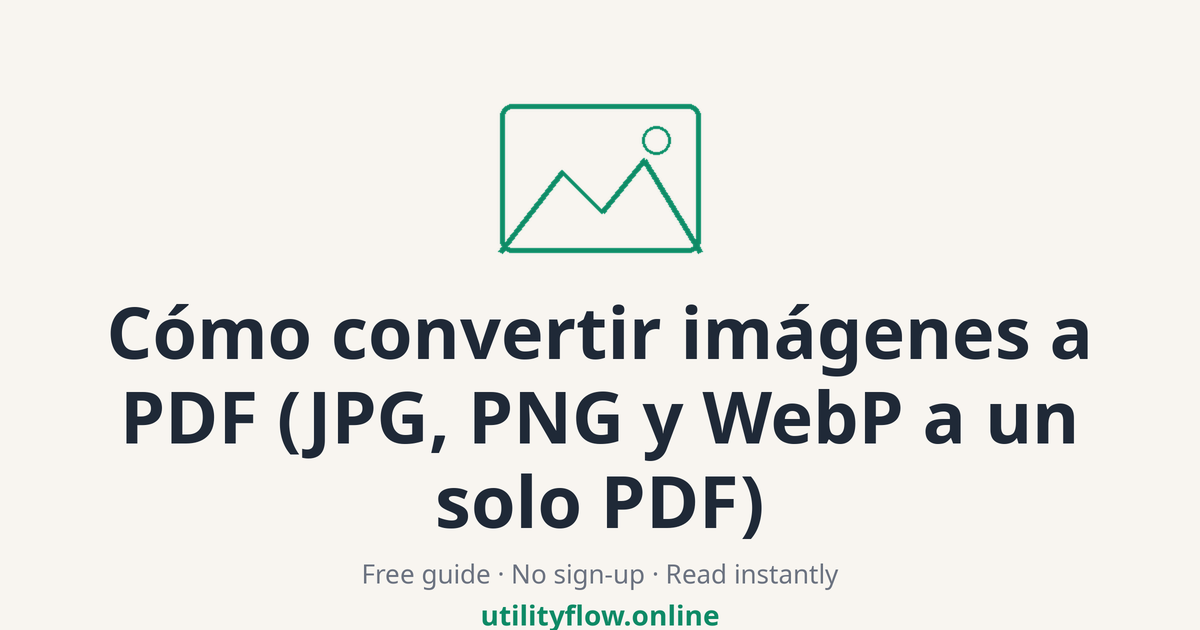 Cómo convertir imágenes a
PDF (JPG, PNG y WebP a un
solo PDF)
Free guide · No sign-up · Read instantly
utilityflow.online